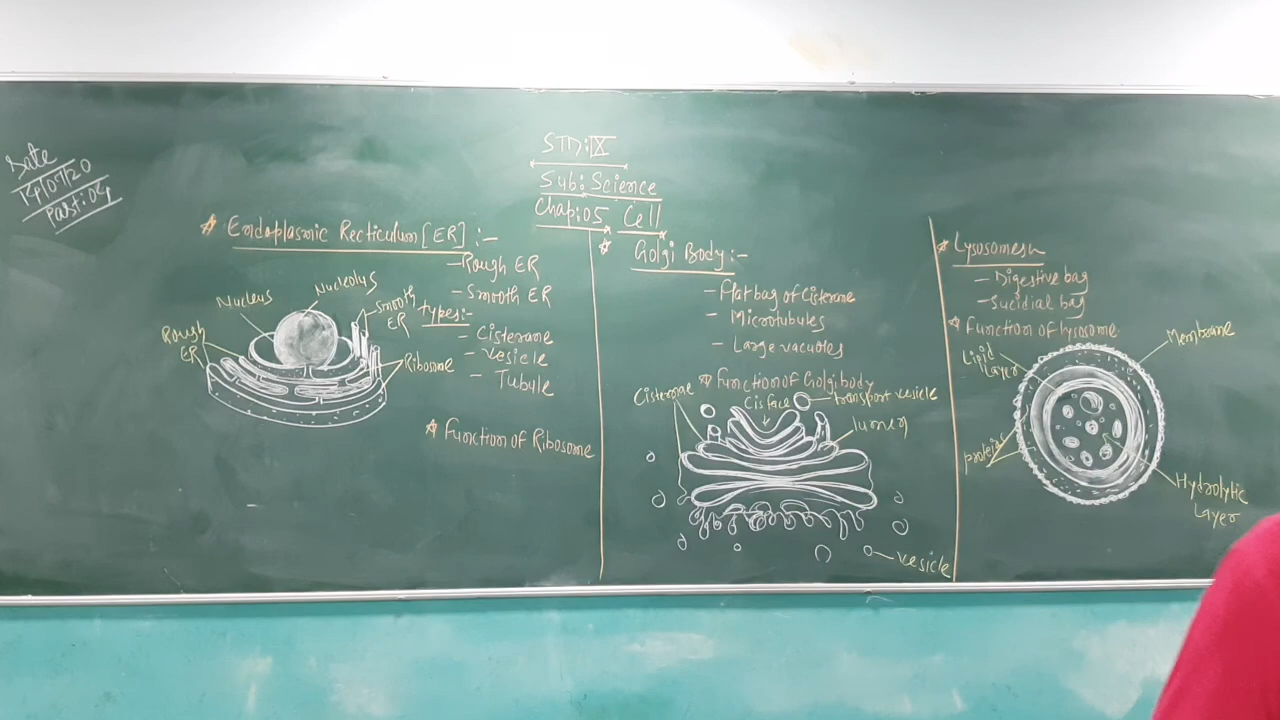 Date
14/07/20
Part:04
STD:IX
Sub: Science
Chap:05 Cell
☆ Endoplasmic Recticulum [ER] :-
- Rough ER
- Smooth ER
types:-
- Cisterane
- Vesicle
- Tubule
Nucleus
Nucleolus
Smooth ER
Rough ER
Ribosome
☆ Function of Ribosome
☆ Golgi Body :-
- Flat bag of Cisterane
- Microtubules
- Large vacuoles
☆ Function of Golgi body
Cisternae
Cis face
transport vesicle
lumen
vesicle
☆ Lysosomes
- Digestive bag
- Sucidial bag
☆ Function of lysosome
Lipid Layer
Membrane
Proteins
Hydrolytic Layer